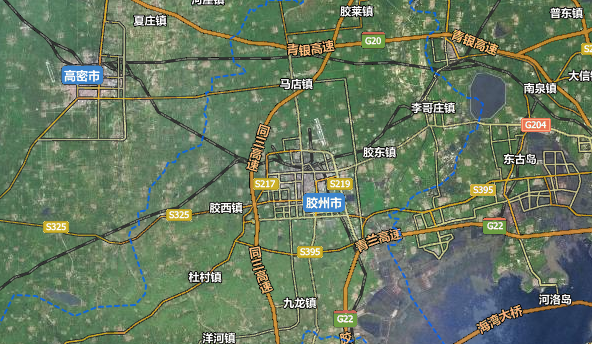 胶莱镇
普东镇
夏庄镇
青银高速
G20
青银高速
高密市
马店镇
大信镇
南泉镇
李哥庄镇
G204
同三高速
胶东镇
东古岛
S217
S219
S395
胶州市
胶西镇
S325
S325
G22
青兰高速
S395
同三高速
杜村镇
九龙镇
河洛岛
G22
海湾大桥
洋河镇